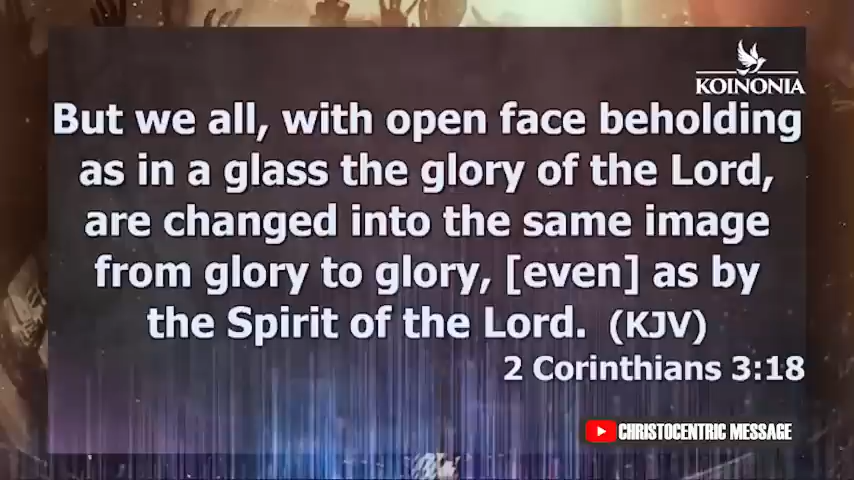 KOINONIA
But we all, with open face beholding
as in a glass the glory of the Lord,
are changed into the same image
from glory to glory, [even] as by
the Spirit of the Lord. (KJV)
2 Corinthians 3:18
CHRISTOCENTRIC MESSAGE